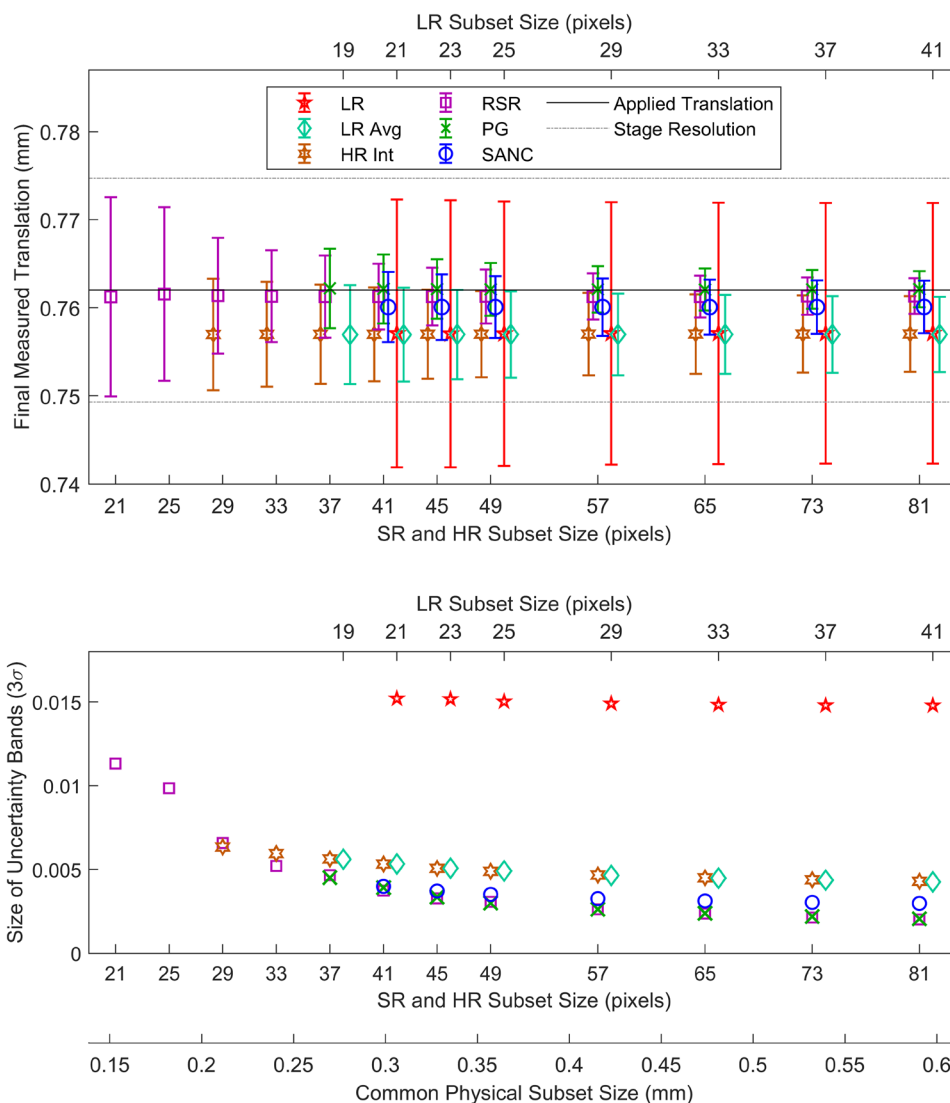 LR Subset Size (pixels)
19 21 23 25 29 33 37 41
LR RSR Applied Translation
LR Avg PG Stage Resolution
HR Int SANC
Final Measured Translation (mm)
0.78
0.77
0.76
0.75
0.74
21 25 29 33 37 41 45 49 57 65 73 81
SR and HR Subset Size (pixels)
LR Subset Size (pixels)
19 21 23 25 29 33 37 41
Size of Uncertainty Bands (3σ)
0.015
0.01
0.005
0
21 25 29 33 37 41 45 49 57 65 73 81
SR and HR Subset Size (pixels)
0.15 0.2 0.25 0.3 0.35 0.4 0.45 0.5 0.55 0.6
Common Physical Subset Size (mm)